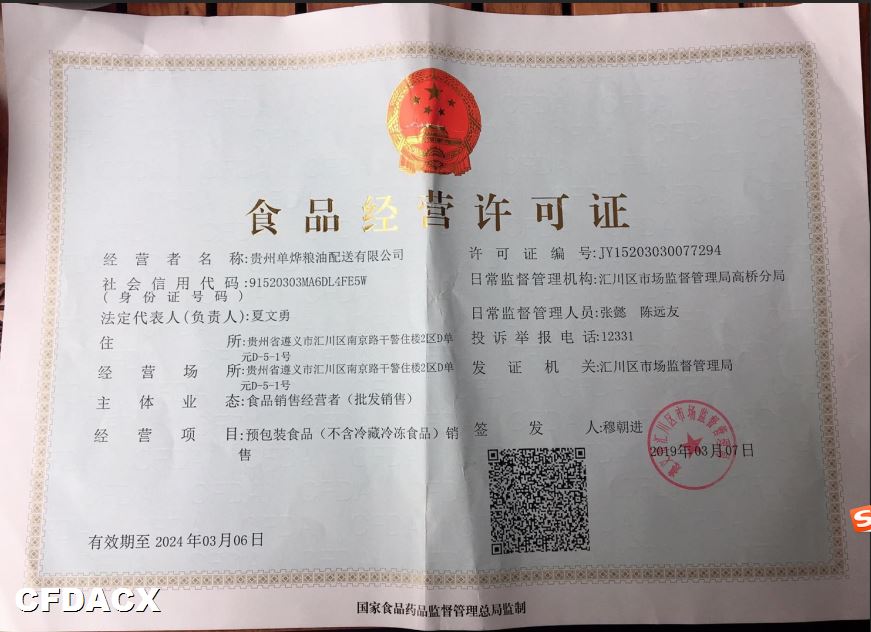 食品经营许可证
经营者名称:贵州单烨粮油配送有限公司
社会信用代码:91520303MA6DL4FE5W
(身份证号码)
法定代表人(负责人):夏文勇
住所:贵州省遵义市汇川区南京路干警住楼2区D单
元D-5-1号
经营场所:贵州省遵义市汇川区南京路干警住楼2区D单
元D-5-1号
主体业态:食品销售经营者（批发销售）
经营项目:预包装食品（不含冷藏冷冻食品）销
售
有效期至 2024 年03月06日
许可证编号:JY15203030077294
日常监督管理机构:汇川区市场监督管理局高桥分局
日常监督管理人员:张懿 陈远友
投诉举报电话:12331
发证机关:汇川区市场监督管理局
签发人:穆朝进
2019年03月07日
国家食品药品监督管理总局监制
CFDACX